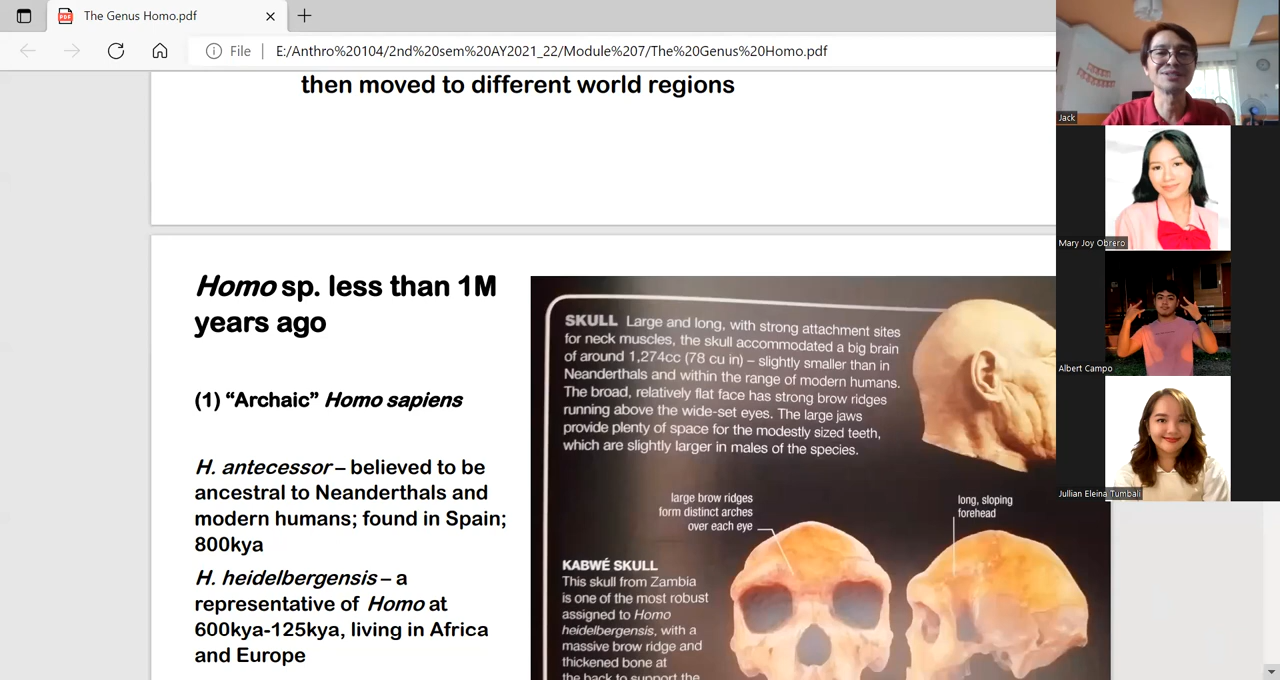 The Genus Homo.pdf
File
E:/Anthro%20104/2nd%20sem%20AY2021_22/Module%207/The%20Genus%20Homo.pdf
then moved to different world regions
Homo sp. less than 1M
years ago
(1) “Archaic” Homo sapiens
H. antecessor – believed to be
ancestral to Neanderthals and
modern humans; found in Spain;
800kya
H. heidelbergensis – a
representative of Homo at
600kya-125kya, living in Africa
and Europe
SKULL Large and long, with strong attachment sites
for neck muscles, the skull accommodated a big brain
of around 1,274cc (78 cu in) – slightly smaller than in
Neanderthals and within the range of modern humans.
The broad, relatively flat face has strong brow ridges
running above the wide-set eyes. The large jaws
provide plenty of space for the modestly sized teeth,
which are slightly larger in males of the species.
large brow ridges
form distinct arches
over each eye
long, sloping
forehead
KABWÉ SKULL
This skull from Zambia
is one of the most robust
assigned to Homo
heidelbergensis, with a
massive brow ridge and
thickened bone at
the back to support the
Jack
Mary Joy Obrero
Albert Campo
Jullian Eleina Tumbali